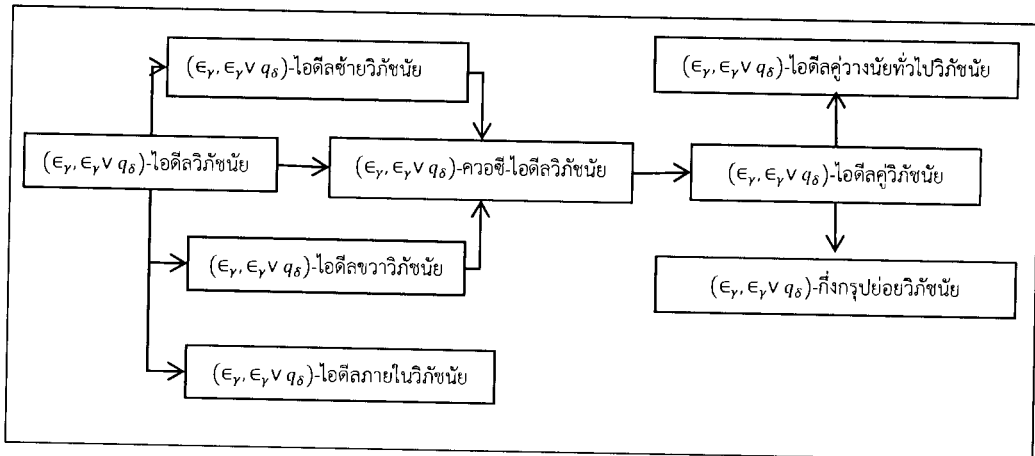 (∈γ, ∈γ∨ qδ)-ไอดีลซ้ายวิภัชนัย
(∈γ, ∈γ∨ qδ)-ไอดีลคู่วางนัยทั่วไปวิภัชนัย
(∈γ, ∈γ∨ qδ)-ไอดีลวิภัชนัย
(∈γ, ∈γ∨ qδ)-ควอซี-ไอดีลวิภัชนัย
(∈γ, ∈γ∨ qδ)-ไอดีลคู่วิภัชนัย
(∈γ, ∈γ∨ qδ)-ไอดีลขวาวิภัชนัย
(∈γ, ∈γ∨ qδ)-กึ่งกรุปย่อยวิภัชนัย
(∈γ, ∈γ∨ qδ)-ไอดีลภายในวิภัชนัย